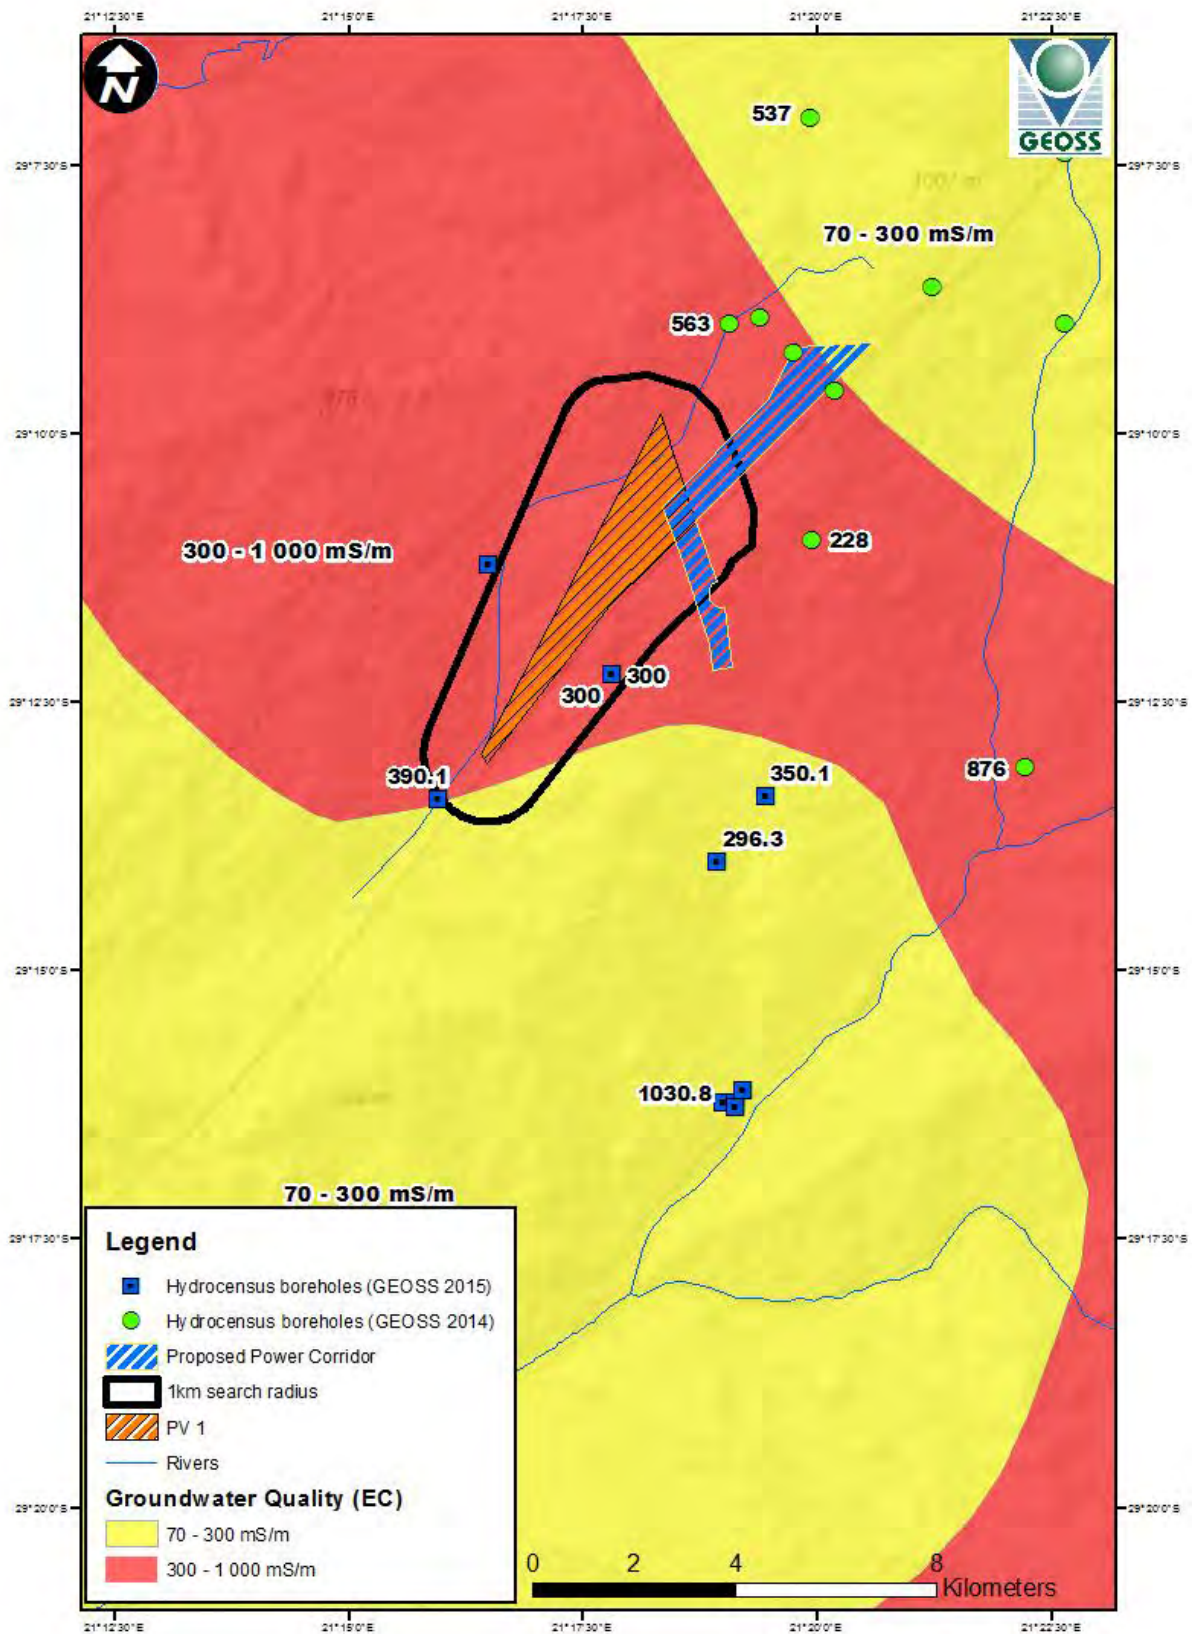 21°12'30"E 21°15'0"E 21°17'30"E 21°20'0"E 21°22'30"E
N
GEOSS
537
29°7'30"S 29°7'30"S
70 - 300 mS/m
563
29°10'0"S 29°10'0"S
300 - 1 000 mS/m
228
300
300
29°12'30"S 29°12'30"S
390.1
350.1
876
296.3
29°15'0"S 29°15'0"S
1030.8
70 - 300 mS/m
29°17'30"S 29°17'30"S
Legend
Hydrocensus boreholes (GEOSS 2015)
Hydrocensus boreholes (GEOSS 2014)
Proposed Power Corridor
1km search radius
PV 1
Rivers
Groundwater Quality (EC)
70 - 300 mS/m
300 - 1 000 mS/m
29°20'0"S 29°20'0"S
0 2 4 8
Kilometers
21°12'30"E 21°15'0"E 21°17'30"E 21°20'0"E 21°22'30"E